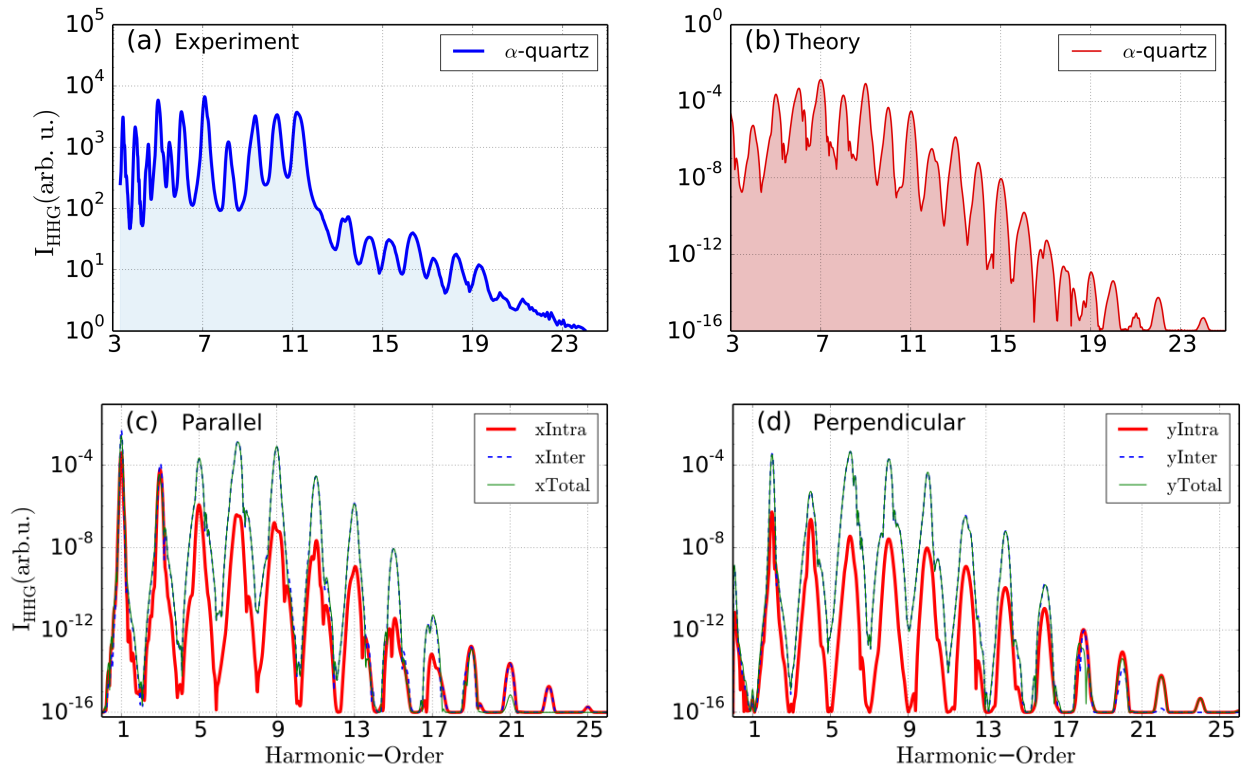 (a) Experiment
α-quartz
I_HHG(arb. u.)
10^5
10^4
10^3
10^2
10^1
10^0
3 7 11 15 19 23
(b) Theory
α-quartz
10^0
10^-4
10^-8
10^-12
10^-16
3 7 11 15 19 23
(c) Parallel
xIntra
xInter
xTotal
I_HHG(arb.u.)
10^-4
10^-8
10^-12
10^-16
1 5 9 13 17 21 25
Harmonic−Order
(d) Perpendicular
yIntra
yInter
yTotal
10^-4
10^-8
10^-12
10^-16
1 5 9 13 17 21 25
Harmonic−Order